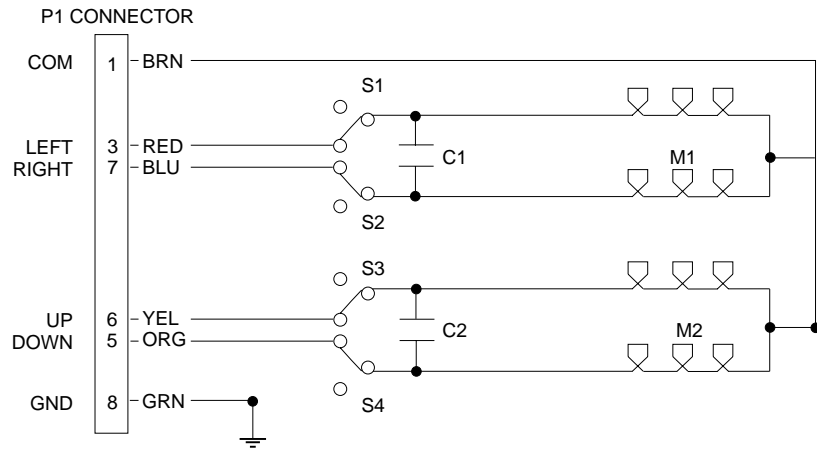 P1 CONNECTOR
COM 1 BRN
S1
LEFT 3 RED
C1 M1
RIGHT 7 BLU
S2
S3
UP 6 YEL
C2 M2
DOWN 5 ORG
S4
GND 8 GRN